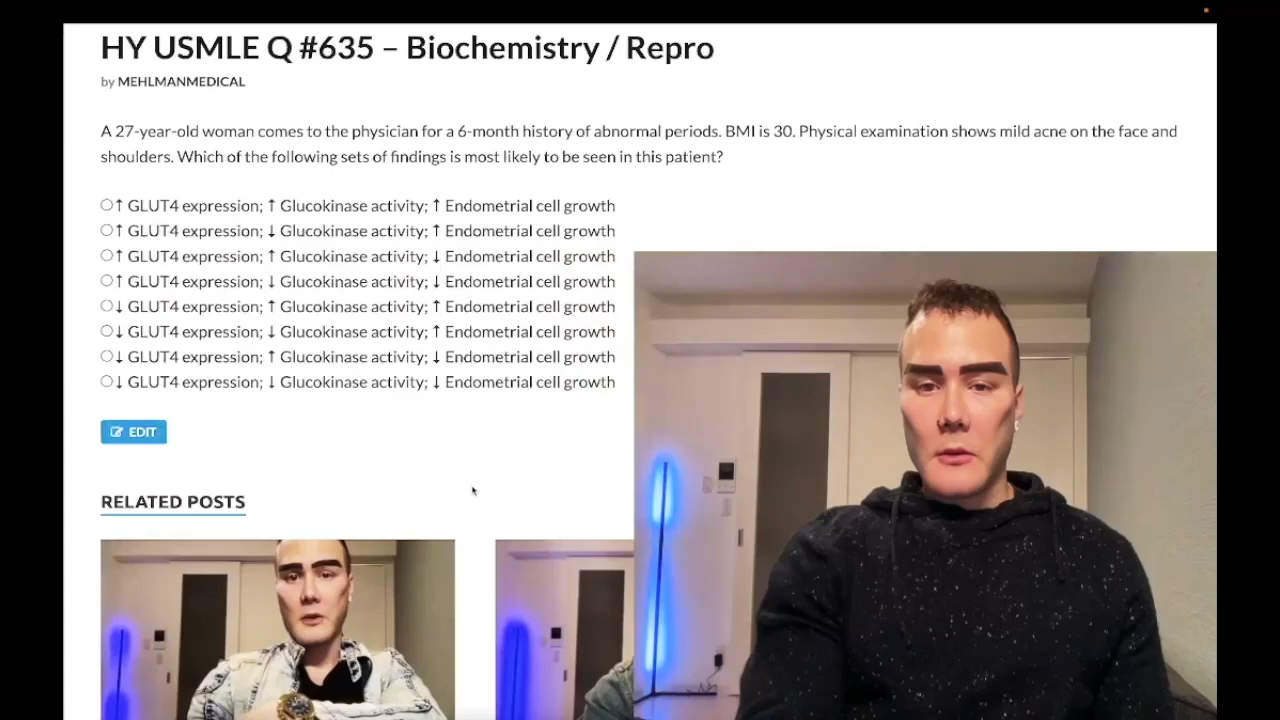 HY USMLE Q #635 – Biochemistry / Repro
by MEHLMANMEDICAL
A 27-year-old woman comes to the physician for a 6-month history of abnormal periods. BMI is 30. Physical examination shows mild acne on the face and
shoulders. Which of the following sets of findings is most likely to be seen in this patient?
↑ GLUT4 expression; ↑ Glucokinase activity; ↑ Endometrial cell growth
↑ GLUT4 expression; ↓ Glucokinase activity; ↑ Endometrial cell growth
↑ GLUT4 expression; ↑ Glucokinase activity; ↓ Endometrial cell growth
↑ GLUT4 expression; ↓ Glucokinase activity; ↓ Endometrial cell growth
↓ GLUT4 expression; ↑ Glucokinase activity; ↑ Endometrial cell growth
↓ GLUT4 expression; ↓ Glucokinase activity; ↑ Endometrial cell growth
↓ GLUT4 expression; ↑ Glucokinase activity; ↓ Endometrial cell growth
↓ GLUT4 expression; ↓ Glucokinase activity; ↓ Endometrial cell growth
EDIT
RELATED POSTS